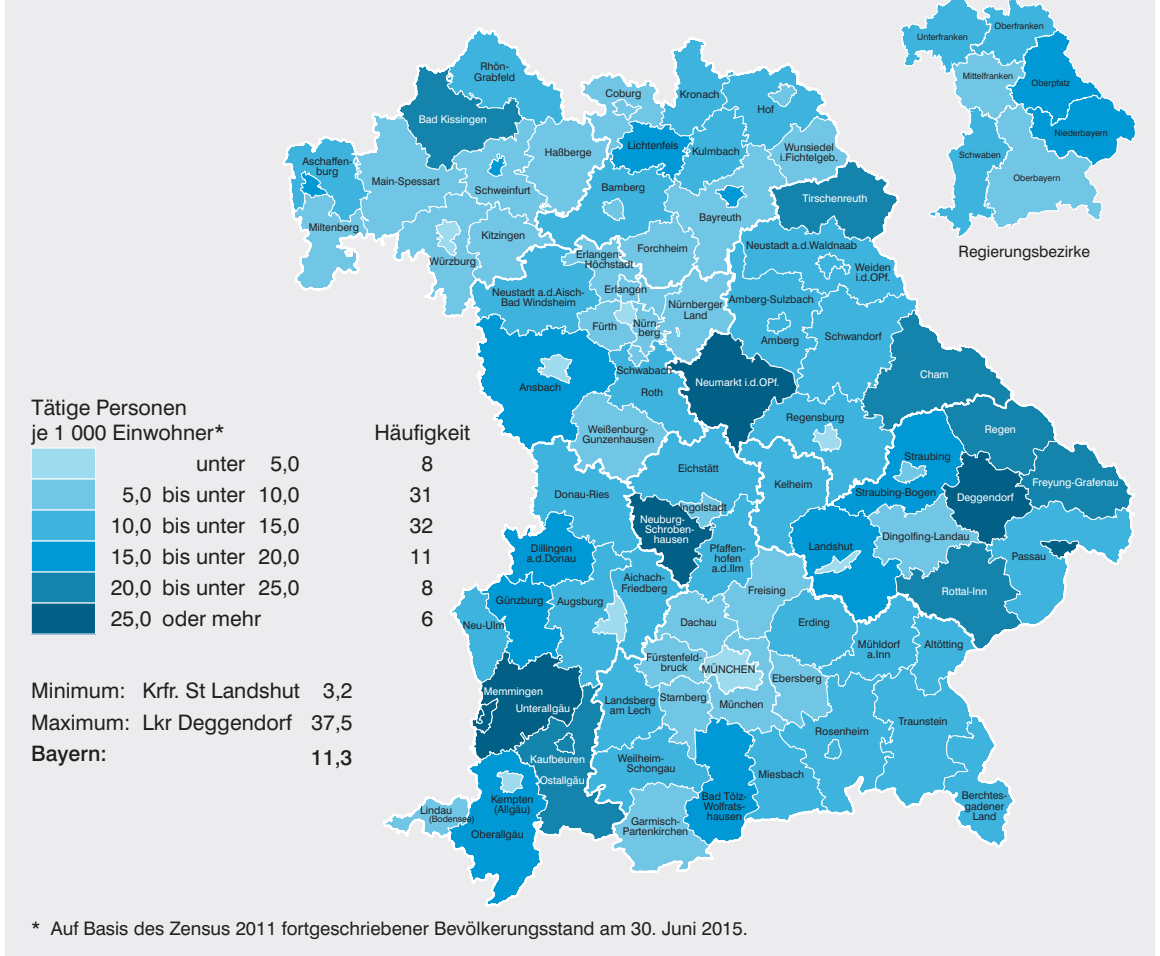 Rhön-
Grabfeld
Bad Kissingen
Coburg
Kronach
Hof
Lichtenfels
Kulmbach
Wunsiedel
i.Fichtelgeb.
Aschaffen-
burg
Main-Spessart
Schweinfurt
Haßberge
Bamberg
Bayreuth
Tirschenreuth
Miltenberg
Würzburg
Kitzingen
Forchheim
Erlangen-
Höchstadt
Neustadt a.d.Waldnaab
Weiden
i.d.OPf.
Neustadt a.d.Aisch-
Bad Windsheim
Erlangen
Fürth
Nürn-
berg
Nürnberger
Land
Amberg-Sulzbach
Amberg
Schwandorf
Ansbach
Schwabach
Roth
Neumarkt i.d.OPf.
Cham
Weißenburg-
Gunzenhausen
Regensburg
Regen
Eichstätt
Kelheim
Straubing
Straubing-Bogen
Deggendorf
Freyung-Grafenau
Donau-Ries
Ingolstadt
Neuburg-
Schroben-
hausen
Pfaffen-
hofen
a.d.Ilm
Landshut
Dingolfing-Landau
Passau
Dillingen
a.d.Donau
Aichach-
Friedberg
Freising
Rottal-Inn
Günzburg
Augsburg
Neu-Ulm
Dachau
Erding
Mühldorf
a.Inn
Altötting
Fürstenfeld-
bruck
MÜNCHEN
Ebersberg
Memmingen
Unterallgäu
Landsberg
am Lech
Starnberg
München
Rosenheim
Traunstein
Kaufbeuren
Ostallgäu
Weilheim-
Schongau
Miesbach
Bad Tölz-
Wolfrats-
hausen
Berchtes-
gadener
Land
Lindau
(Bodensee)
Kempten
(Allgäu)
Oberallgäu
Garmisch-
Partenkirchen
Unterfranken
Oberfranken
Mittelfranken
Oberpfalz
Niederbayern
Schwaben
Oberbayern
Regierungsbezirke
Tätige Personen
je 1 000 Einwohner* Häufigkeit
unter 5,0 8
5,0 bis unter 10,0 31
10,0 bis unter 15,0 32
15,0 bis unter 20,0 11
20,0 bis unter 25,0 8
25,0 oder mehr 6
Minimum: Krfr. St Landshut 3,2
Maximum: Lkr Deggendorf 37,5
Bayern: 11,3
* Auf Basis des Zensus 2011 fortgeschriebener Bevölkerungsstand am 30. Juni 2015.